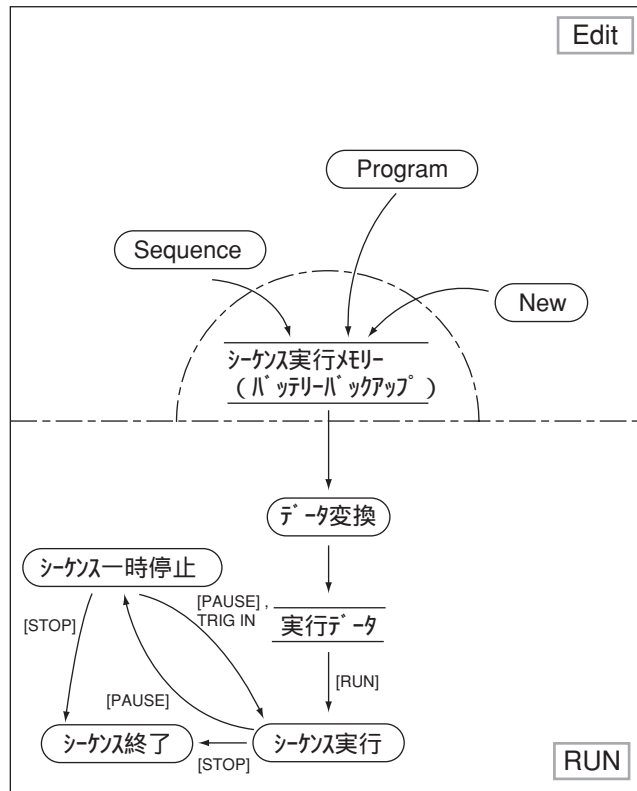 Edit
Program
Sequence
New
シーケンス実行メモリー
（バッテリーバックアップ）
データ変換
シーケンス一時停止
[PAUSE] ,
TRIG IN
[STOP]
実行データ
[RUN]
[PAUSE]
シーケンス終了
シーケンス実行
[STOP]
RUN